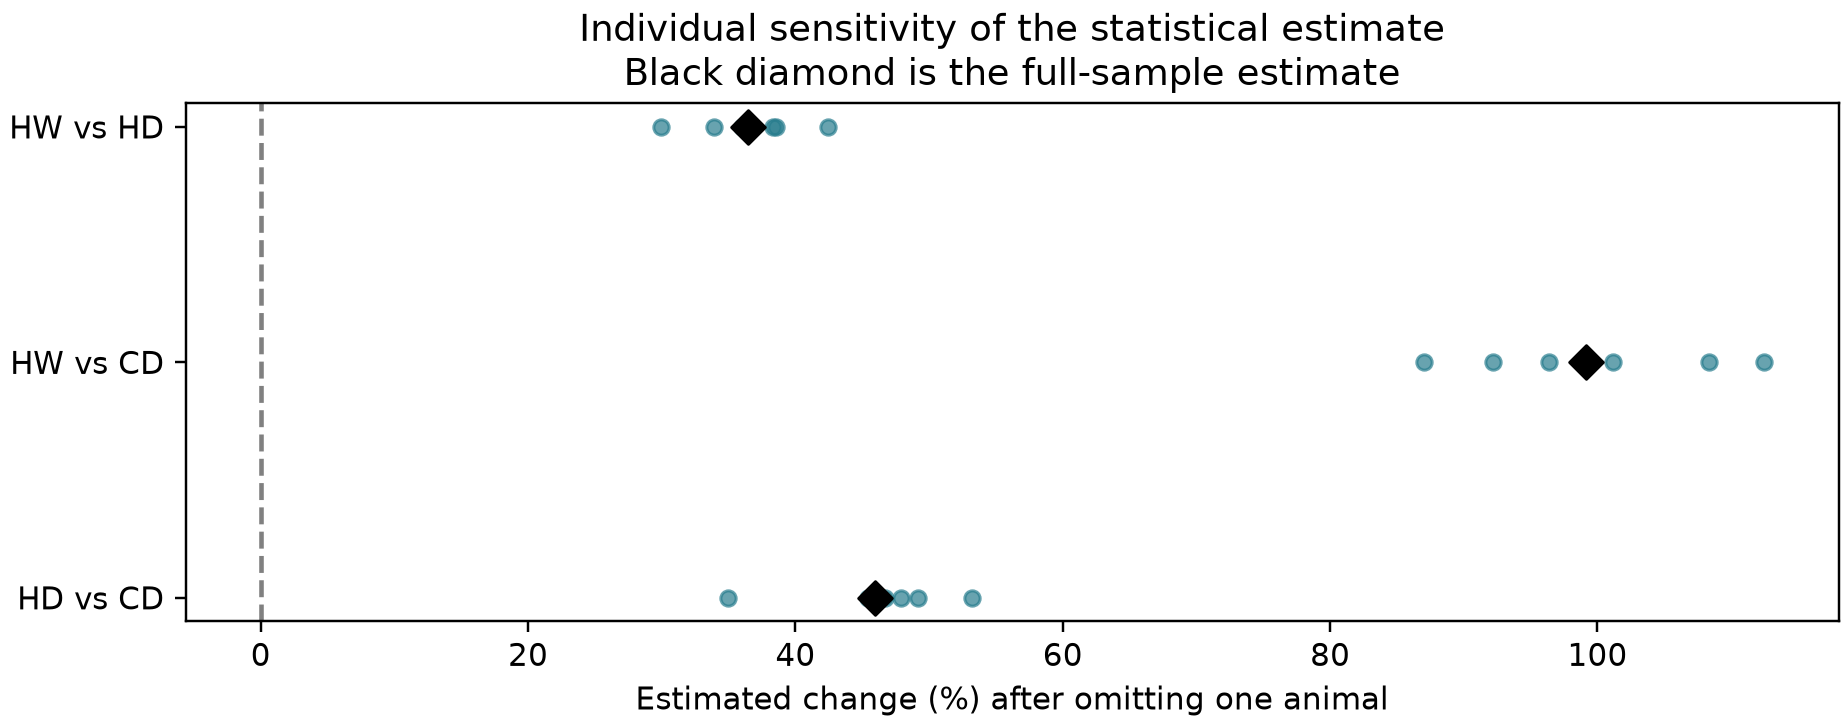 Individual sensitivity of the statistical estimate
Black diamond is the full-sample estimate
HW vs HD
HW vs CD
HD vs CD
0 20 40 60 80 100
Estimated change (%) after omitting one animal